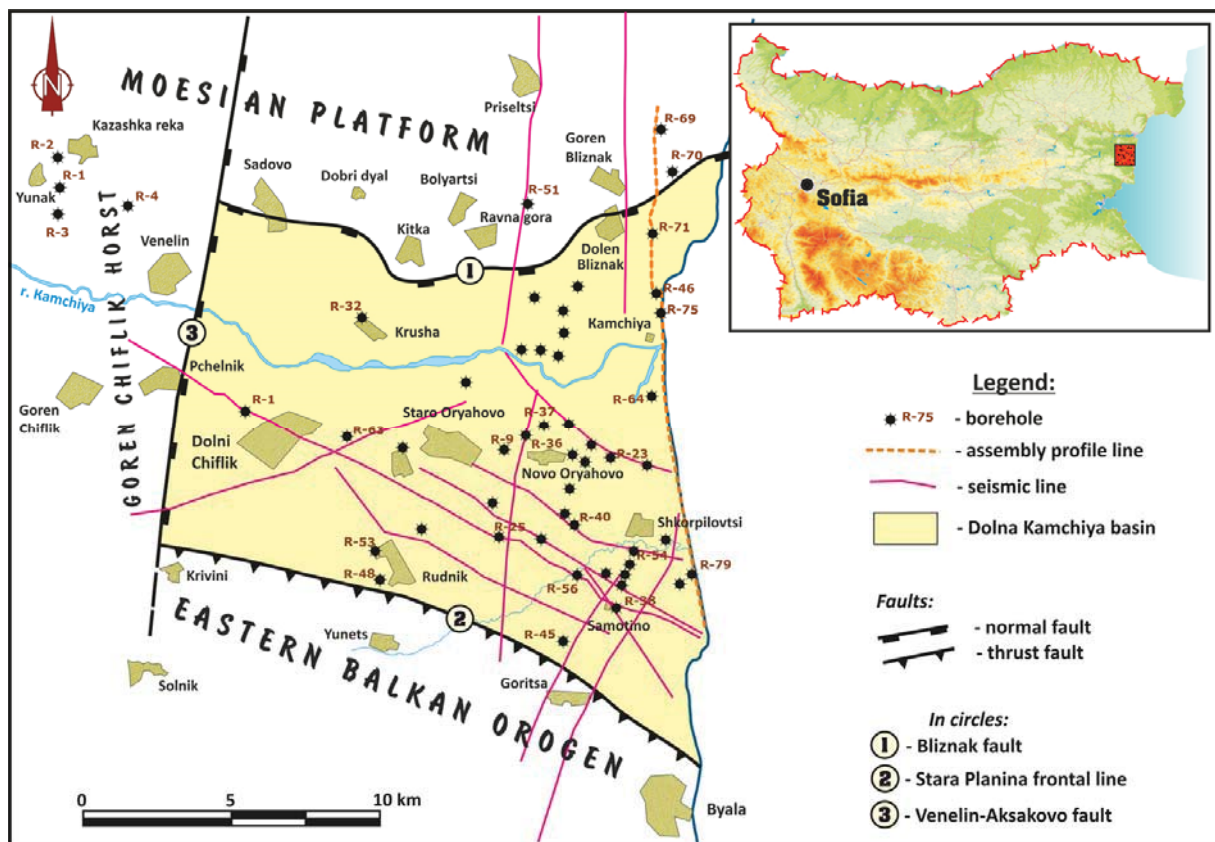 N
MOESIAN PLATFORM
Priseltsi
Kazashka reka
R-2
R-1
Yunak
R-3
R-4
Venelin
GOREN CHIFLIK HORST
Sadovo
Dobri dyal
Bolyartsi
Goren
Bliznak
R-69
R-70
R-51
Ravna gora
Kitka
Dolen
Bliznak
R-71
1
r. Kamchiya
R-32
Krusha
R-46
R-75
Kamchiya
3
Pchelnik
Goren
Chiflik
R-1
Dolni
Chiflik
R-63
Staro Oryahovo
R-64
R-37
R-9
R-36
R-23
Novo Oryahovo
R-40
Shkorpilovtsi
R-25
R-54
R-79
R-53
R-48
Rudnik
R-56
R-38
Samotino
Krivini
2
Yunets
R-45
Goritsa
Solnik
EASTERN BALKAN OROGEN
Byala
0 5 10 km
Sofia
Legend:
R-75 - borehole
- assembly profile line
- seismic line
- Dolna Kamchiya basin
Faults:
- normal fault
- thrust fault
In circles:
1 - Bliznak fault
2 - Stara Planina frontal line
3 - Venelin-Aksakovo fault